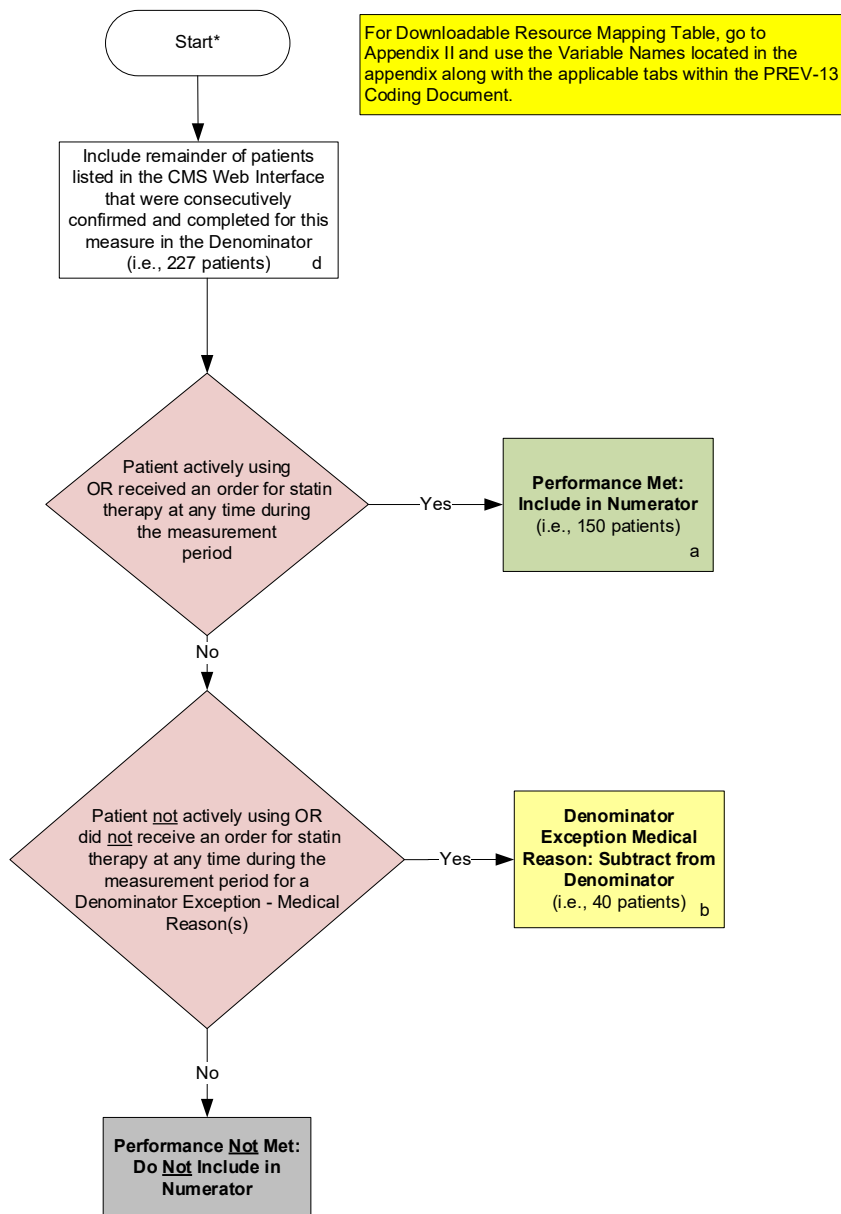 Start*
For Downloadable Resource Mapping Table, go to
Appendix II and use the Variable Names located in the
appendix along with the applicable tabs within the PREV-13
Coding Document.
Include remainder of patients
listed in the CMS Web Interface
that were consecutively
confirmed and completed for this
measure in the Denominator
(i.e., 227 patients) d
Patient actively using
OR received an order for statin
therapy at any time during
the measurement
period
Yes
Performance Met:
Include in Numerator
(i.e., 150 patients)
a
No
Patient not actively using OR
did not receive an order for statin
therapy at any time during the
measurement period for a
Denominator Exception - Medical
Reason(s)
Yes
Denominator
Exception Medical
Reason: Subtract from
Denominator
(i.e., 40 patients) b
No
Performance Not Met:
Do Not Include in
Numerator